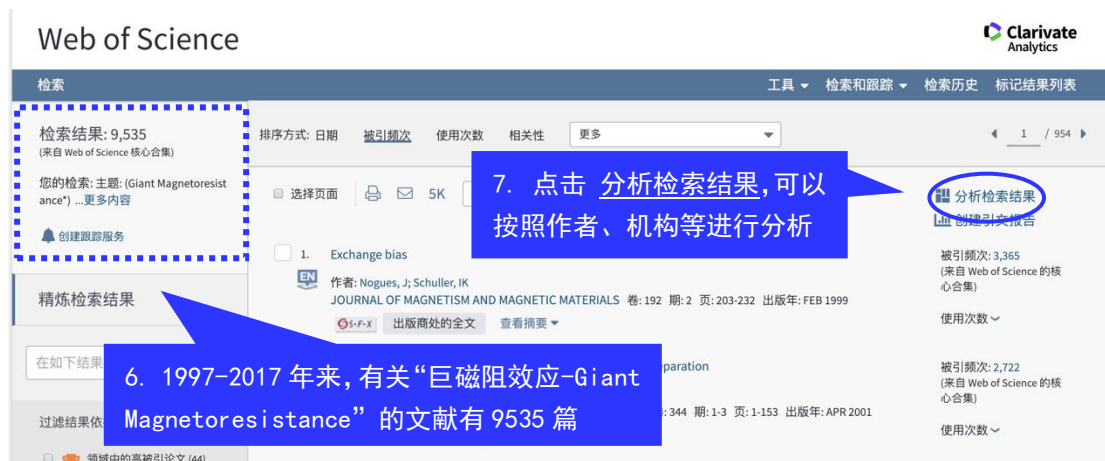 Web of Science
Clarivate
Analytics
检索
工具 检索和跟踪 检索历史 标记结果列表
检索结果: 9,535
(来自 Web of Science 核心合集)
您的检索: 主题: (Giant Magnetoresist
ance*) ...更多内容
创建跟踪服务
精炼检索结果
在如下结果
过滤结果依
领域中的高被引论文 (44)
排序方式: 日期 被引频次 使用次数 相关性 更多
1 / 954
选择页面 5K
7. 点击 分析检索结果,可以
按照作者、机构等进行分析
分析检索结果
创建引文报告
1. Exchange bias
EN
作者: Nogues, J; Schuller, IK
JOURNAL OF MAGNETISM AND MAGNETIC MATERIALS 卷: 192 期: 2 页: 203-232 出版年: FEB 1999
S·F·X 出版商处的全文 查看摘要
被引频次: 3,365
(来自 Web of Science 的核
心合集)
使用次数
6. 1997-2017 年来,有关“巨磁阻效应-Giant
Magnetoresistance”的文献有 9535 篇
: 344 期: 1-3 页: 1-153 出版年: APR 2001
被引频次: 2,722
(来自 Web of Science 的核
心合集)
使用次数